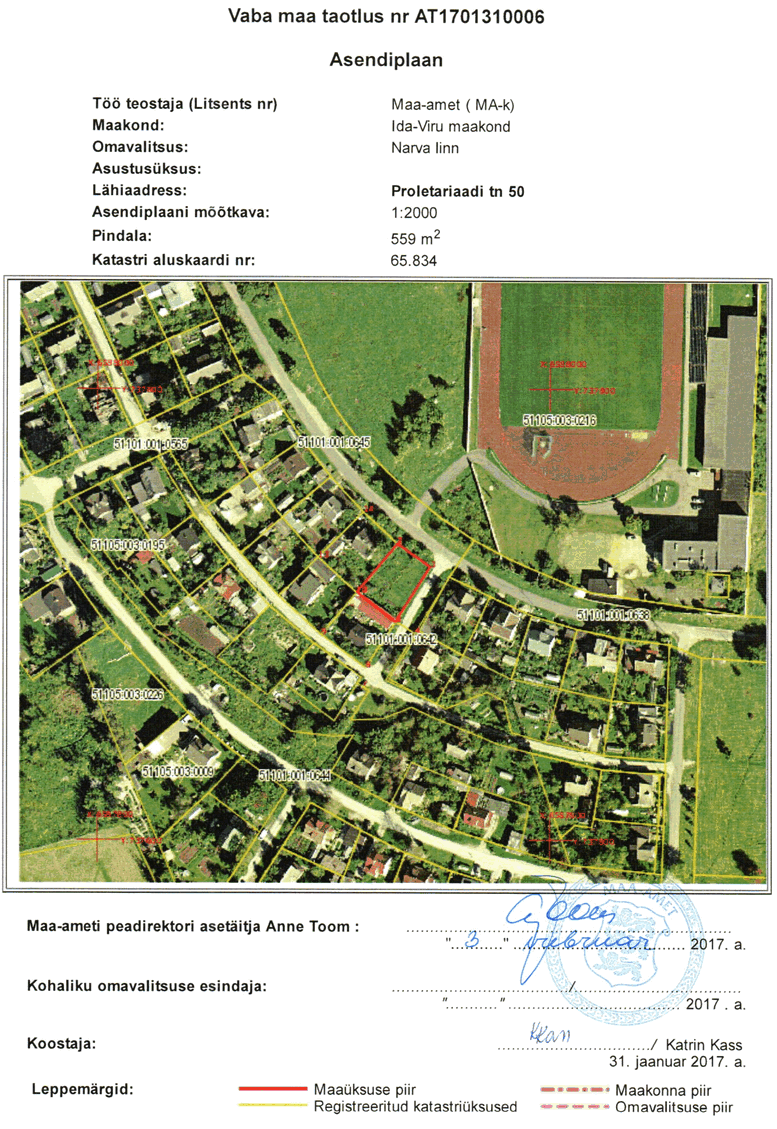 Vaba maa taotlus nr AT1701310006
Asendiplaan
Töö teostaja (Litsents nr) Maa-amet ( MA-k)
Maakond: Ida-Viru maakond
Omavalitsus: Narva linn
Asustusüksus:
Lähiaadress: Proletariaadi tn 50
Asendiplaani mõõtkava: 1:2000
Pindala: 559 m²
Katastri aluskaardi nr: 65.834
51105:003:0216
51101:001:0565
51101:001:0645
51105:003:0195
51101:001:0638
51101:001:0642
51105:003:0226
51105:003:0009
51101:001:0644
MAA-AMET
Maa-ameti peadirektori asetäitja Anne Toom :
"...3......" veebruar 2017. a.
Kohaliku omavalitsuse esindaja: /
".......... " 2017 . a.
Koostaja: / Katrin Kass
31. jaanuar 2017. a.
Leppemärgid: Maaüksuse piir Maakonna piir
Registreeritud katastriüksused Omavalitsuse piir